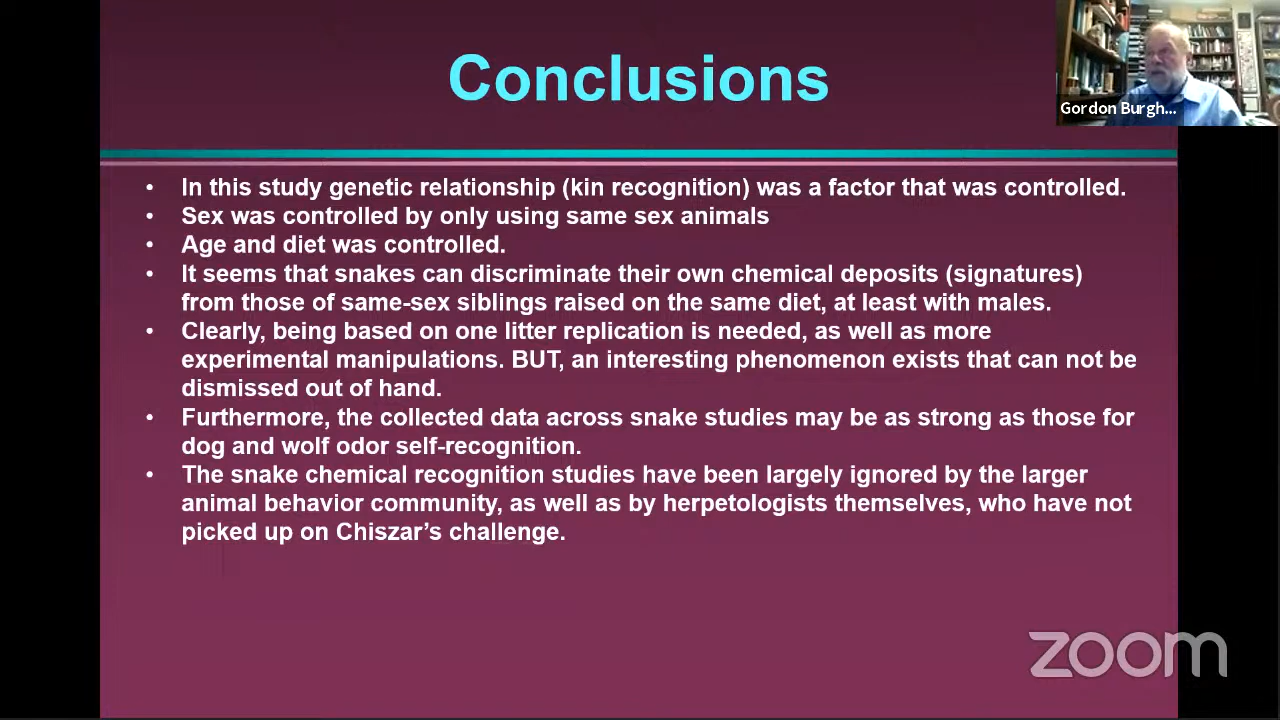 Conclusions
Gordon Burgh...
• In this study genetic relationship (kin recognition) was a factor that was controlled.
• Sex was controlled by only using same sex animals
• Age and diet was controlled.
• It seems that snakes can discriminate their own chemical deposits (signatures)
from those of same-sex siblings raised on the same diet, at least with males.
• Clearly, being based on one litter replication is needed, as well as more
experimental manipulations. BUT, an interesting phenomenon exists that can not be
dismissed out of hand.
• Furthermore, the collected data across snake studies may be as strong as those for
dog and wolf odor self-recognition.
• The snake chemical recognition studies have been largely ignored by the larger
animal behavior community, as well as by herpetologists themselves, who have not
picked up on Chiszar’s challenge.
zoom